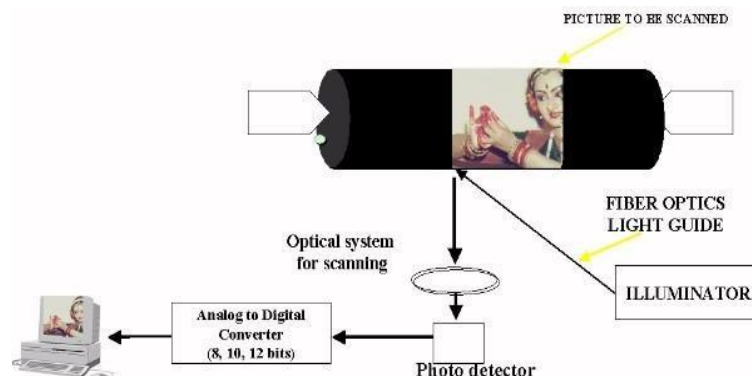 PICTURE TO BE SCANNED
FIBER OPTICS
LIGHT GUIDE
Optical system
for scanning
ILLUMINATOR
Analog to Digital
Converter
(8, 10, 12 bits)
Photo detector